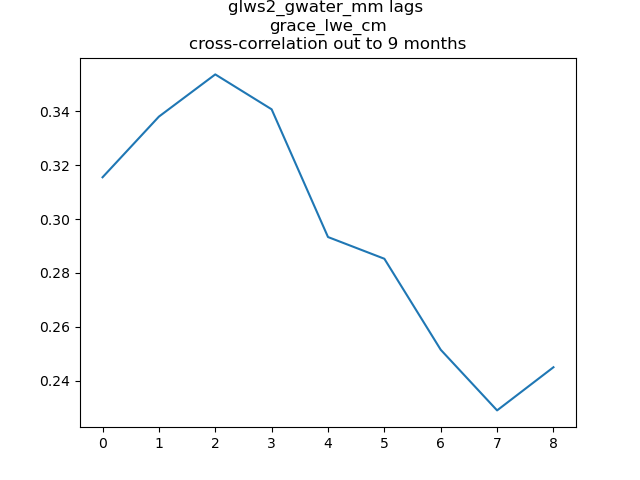 glws2_gwater_mm lags
grace_lwe_cm
cross-correlation out to 9 months
0.34
0.32
0.30
0.28
0.26
0.24
0 1 2 3 4 5 6 7 8